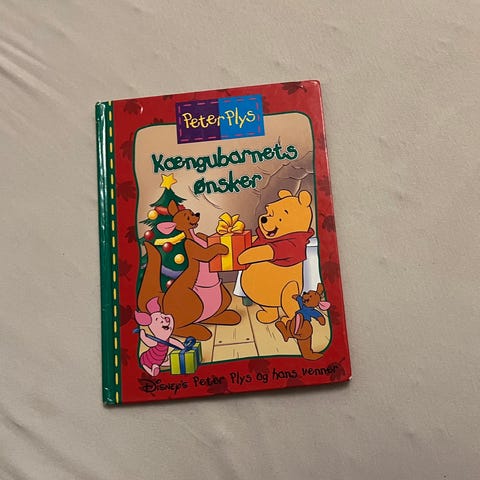 Peter Plys
Kængubarnets
ønsker
Disney's Peter Plys og hans venner